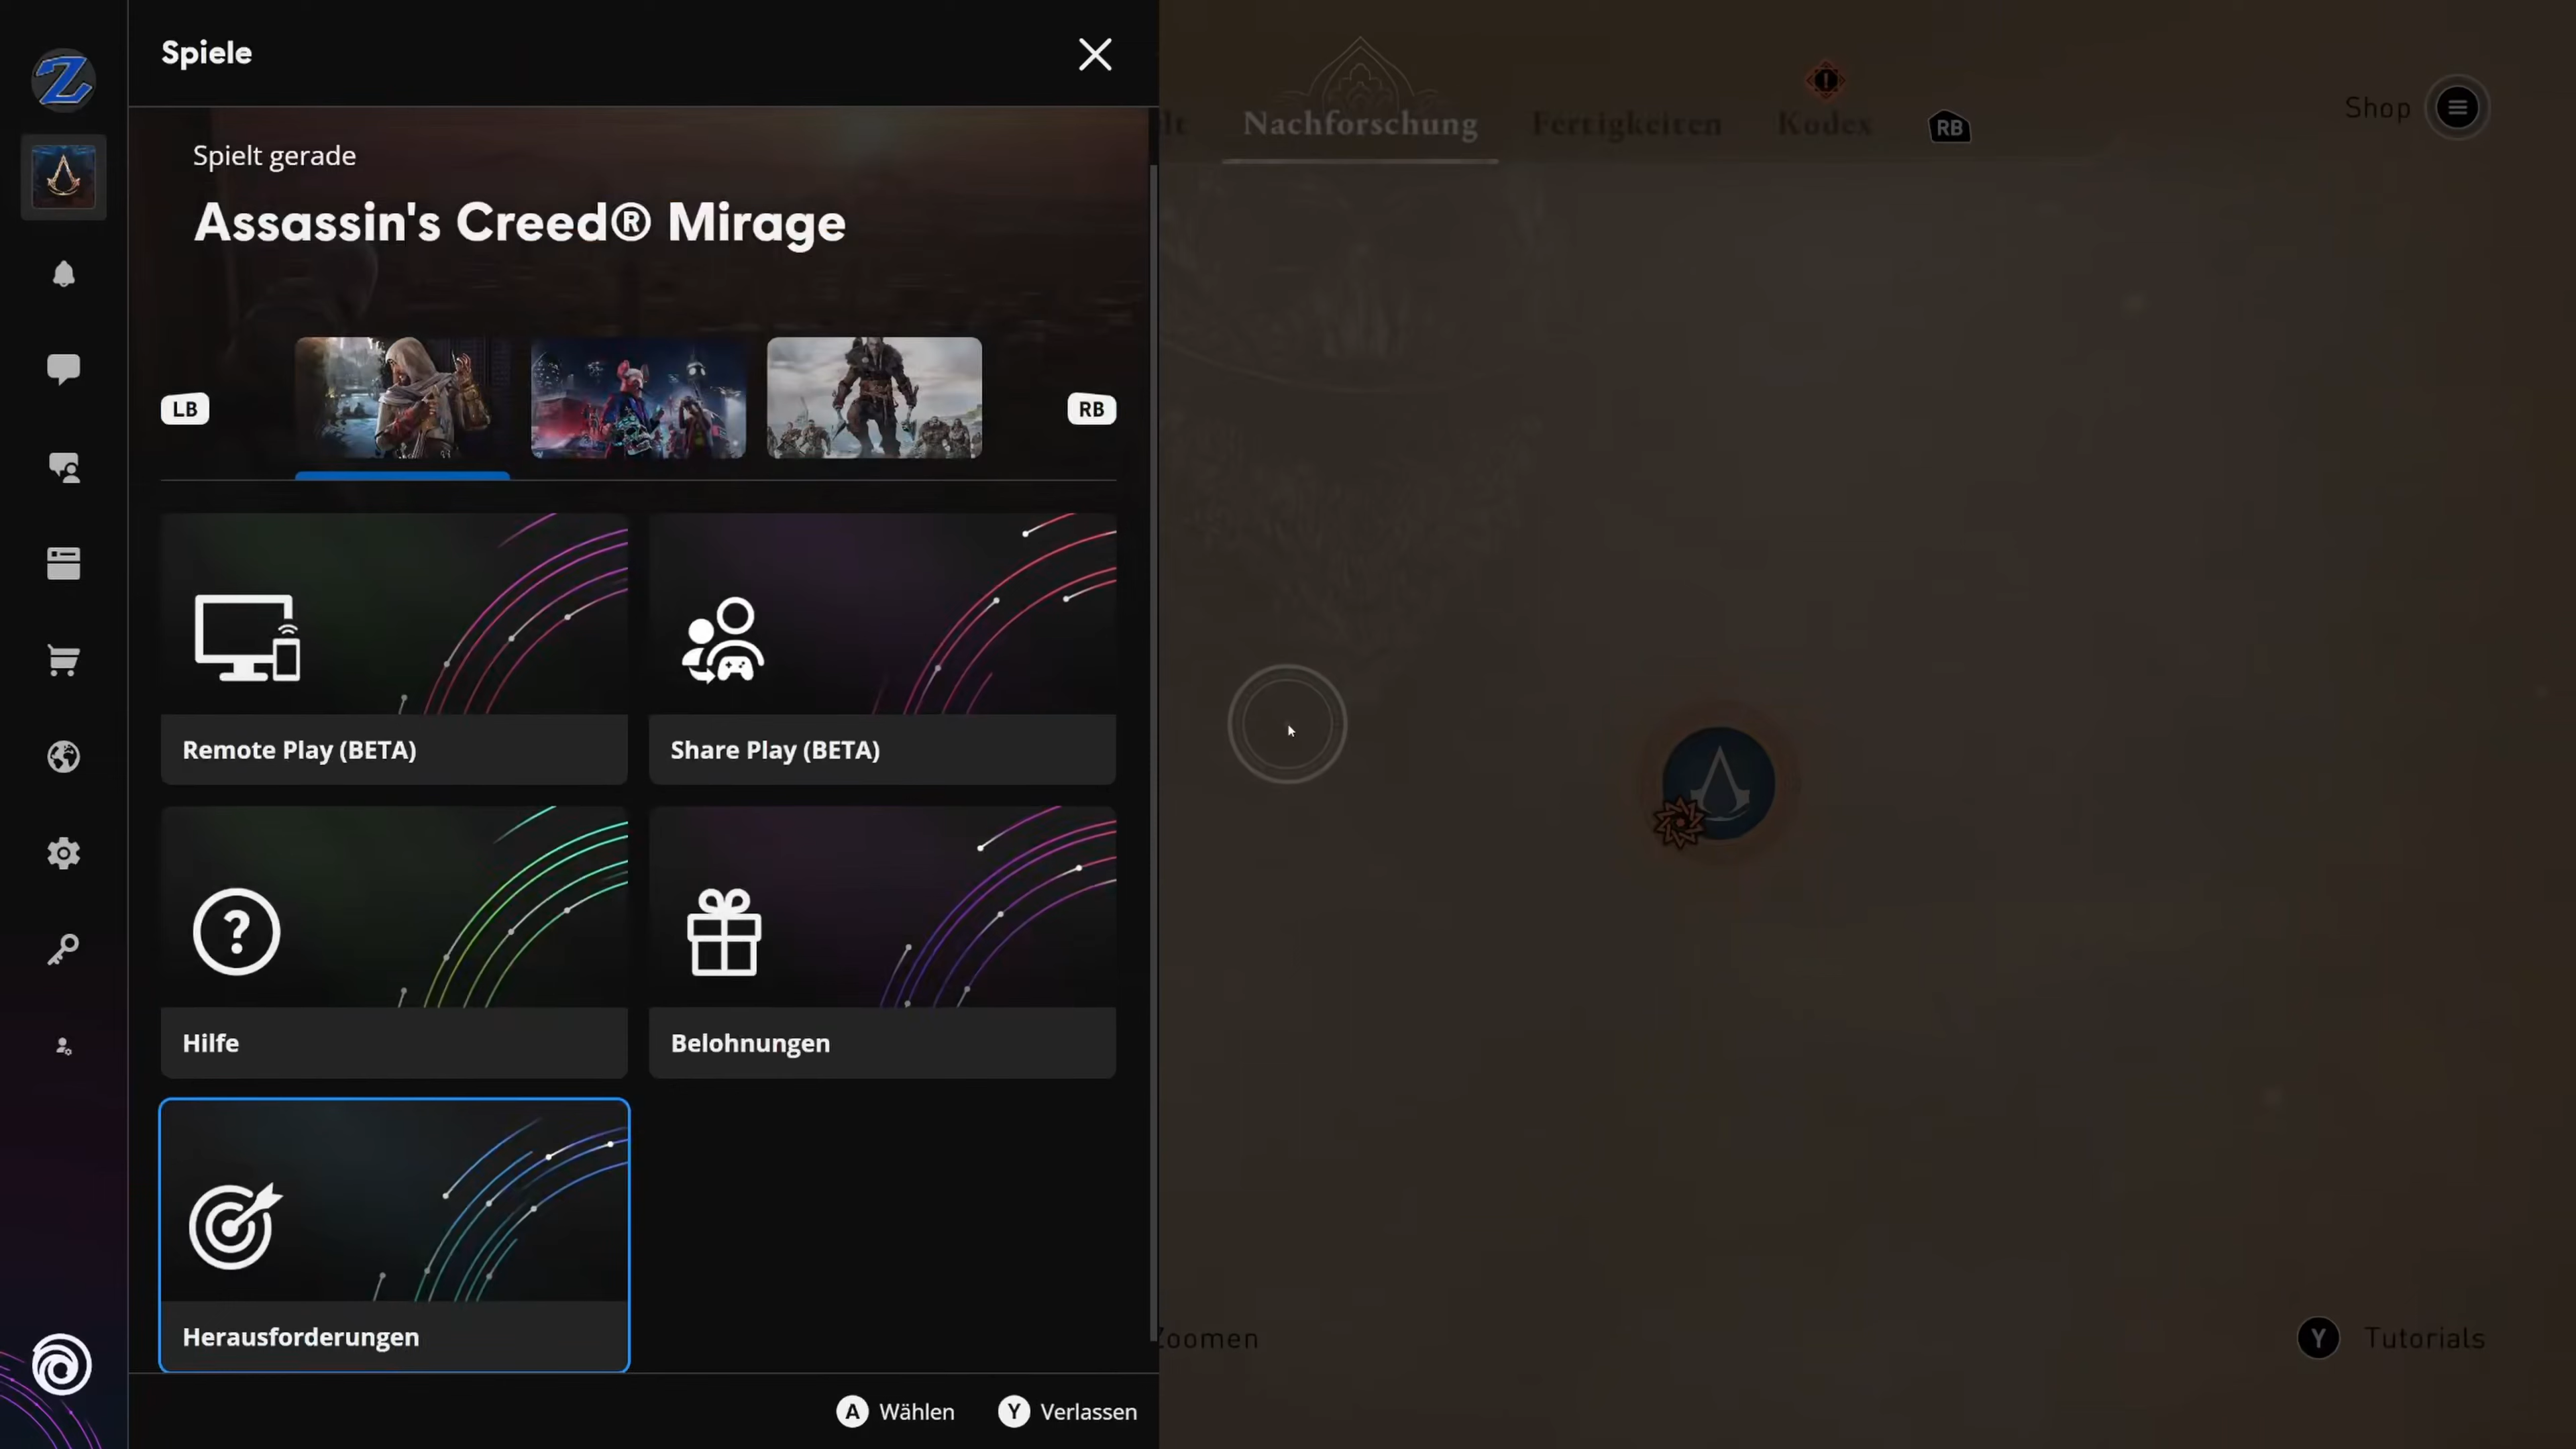 Spiele
Spielt gerade
Assassin's Creed® Mirage
LB
RB
Remote Play (BETA)
Share Play (BETA)
Hilfe
Belohnungen
Herausforderungen
A Wählen
Y Verlassen
lt
Nachforschung
Fertigkeiten
Kodex
RB
Shop
Zoomen
Y Tutorials